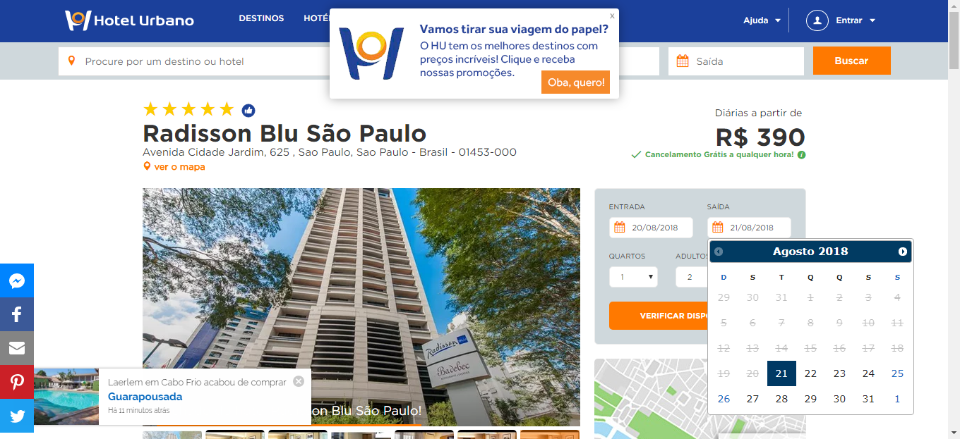 Hotel Urbano
DESTINOS
Ajuda
Entrar
x
Vamos tirar sua viagem do papel?
O HU tem os melhores destinos com
preços incríveis! Clique e receba
nossas promoções.
Oba, quero!
Procure por um destino ou hotel
Saída
Buscar
Radisson Blu São Paulo
Avenida Cidade Jardim, 625 , Sao Paulo, Sao Paulo - Brasil - 01453-000
ver o mapa
Diárias a partir de
R$ 390
Cancelamento Grátis a qualquer hora!
ENTRADA
SAÍDA
20/08/2018
21/08/2018
QUARTOS
ADULTOS
1
2
VERIFICAR
Agosto 2018
D S T Q Q S S
29 30 31 1 2 3 4
5 6 7 8 9 10 11
12 13 14 15 16 17 18
19 20 21 22 23 24 25
26 27 28 29 30 31 1
Radisson
Laerlem em Cabo Frio acabou de comprar
Guarapousada
Há 11 minutos atrás
Blu São Paulo!